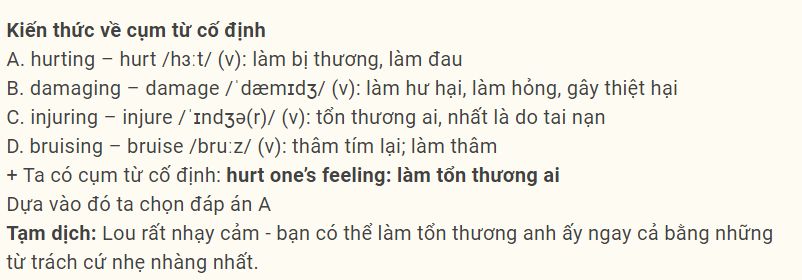 Kiến thức về cụm từ cố định
A. hurting – hurt /hɜːt/ (v): làm bị thương, làm đau
B. damaging – damage /ˈdæmɪdʒ/ (v): làm hư hại, làm hỏng, gây thiệt hại
C. injuring – injure /ˈɪndʒə(r)/ (v): tổn thương ai, nhất là do tai nạn
D. bruising – bruise /bruːz/ (v): thâm tím lại; làm thâm
+ Ta có cụm từ cố định: hurt one’s feeling: làm tổn thương ai
Dựa vào đó ta chọn đáp án A
Tạm dịch: Lou rất nhạy cảm - bạn có thể làm tổn thương anh ấy ngay cả bằng những
từ trách cứ nhẹ nhàng nhất.